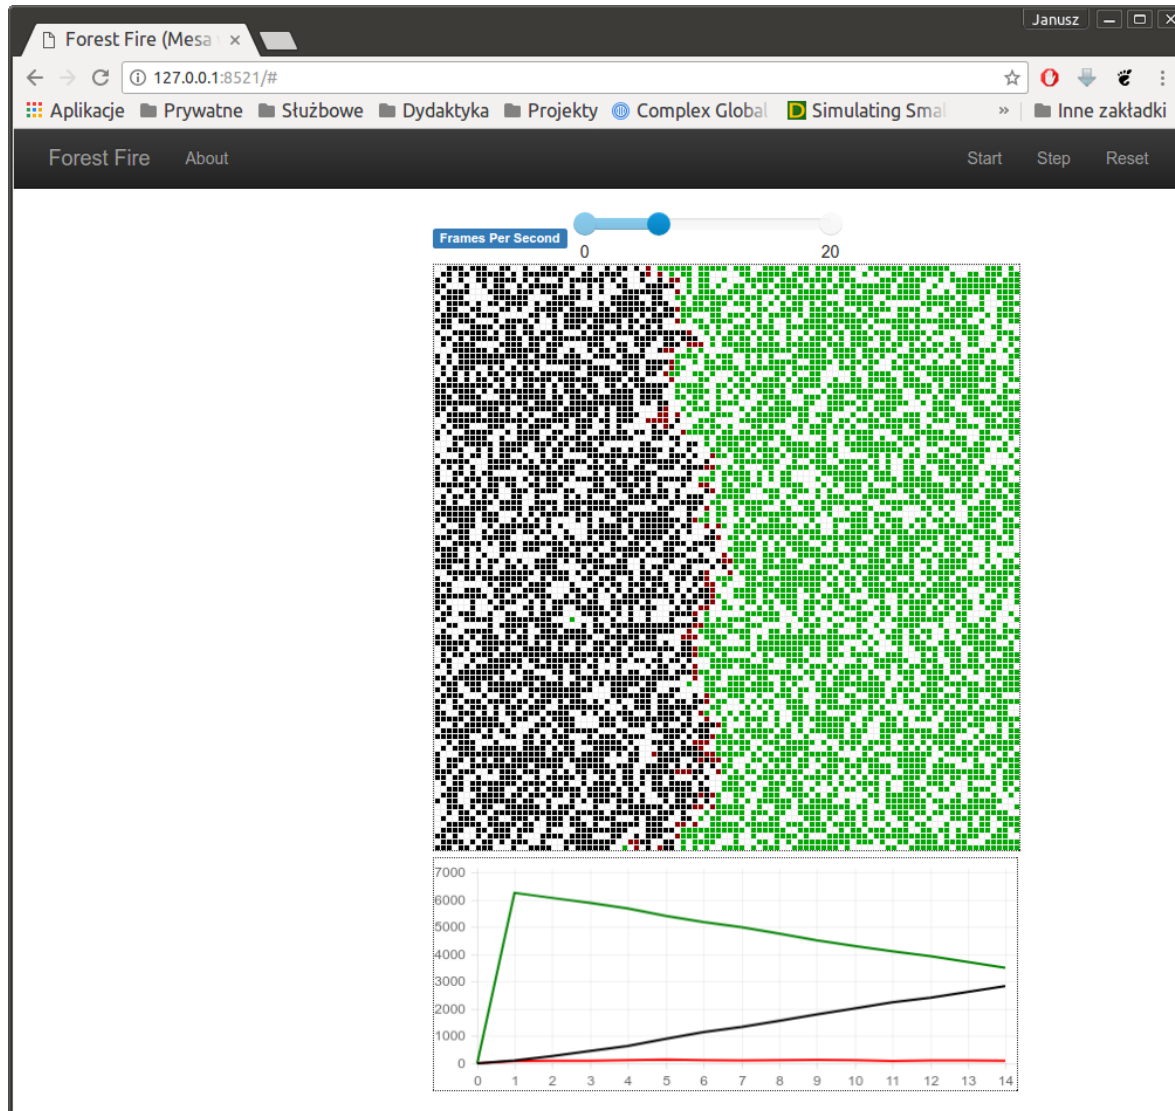 Janusz
Forest Fire (Mesa
127.0.0.1:8521/#
Aplikacje Prywatne Służbowe Dydaktyka Projekty Complex Global Simulating Smal » Inne zakładki
Forest Fire About Start Step Reset
Frames Per Second
0 20
7000
6000
5000
4000
3000
2000
1000
0
0 1 2 3 4 5 6 7 8 9 10 11 12 13 14